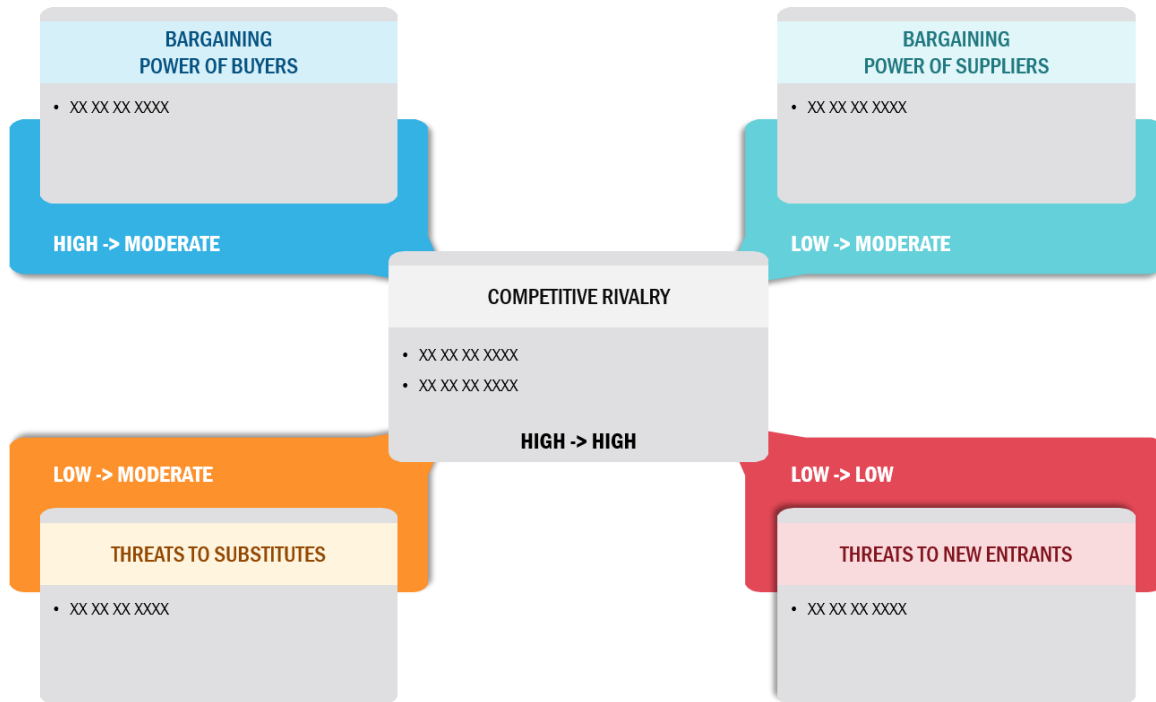 BARGAINING
POWER OF BUYERS
• XX XX XX XXXX
HIGH -> MODERATE
BARGAINING
POWER OF SUPPLIERS
• XX XX XX XXXX
LOW -> MODERATE
COMPETITIVE RIVALRY
• XX XX XX XXXX
• XX XX XX XXXX
HIGH -> HIGH
LOW -> MODERATE
THREATS TO SUBSTITUTES
• XX XX XX XXXX
LOW -> LOW
THREATS TO NEW ENTRANTS
• XX XX XX XXXX